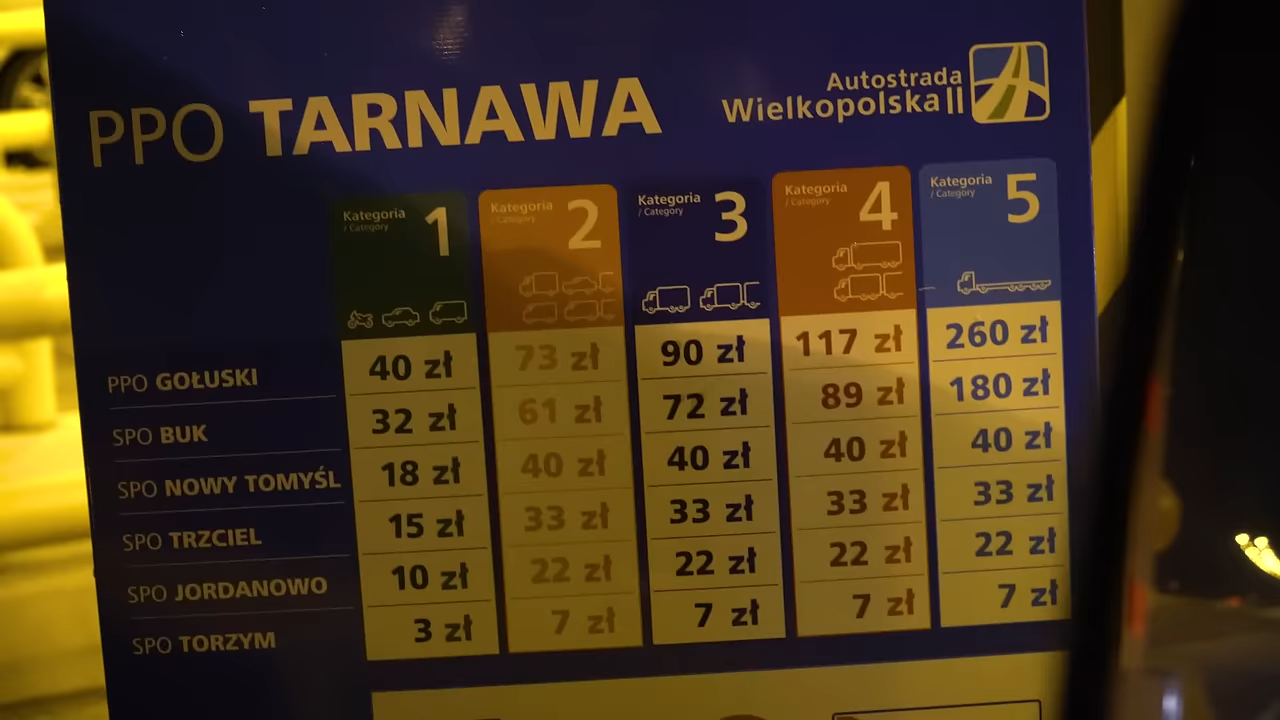 PPO TARNAWA
Autostrada
Wielkopolska II
Kategoria / Category 1
Kategoria / Category 2
Kategoria / Category 3
Kategoria / Category 4
Kategoria / Category 5
PPO GOŁUSKI 40 zł 73 zł 90 zł 117 zł 260 zł
SPO BUK 32 zł 61 zł 72 zł 89 zł 180 zł
SPO NOWY TOMYŚL 18 zł 40 zł 40 zł 40 zł 40 zł
SPO TRZCIEL 15 zł 33 zł 33 zł 33 zł 33 zł
SPO JORDANOWO 10 zł 22 zł 22 zł 22 zł 22 zł
SPO TORZYM 3 zł 7 zł 7 zł 7 zł 7 zł